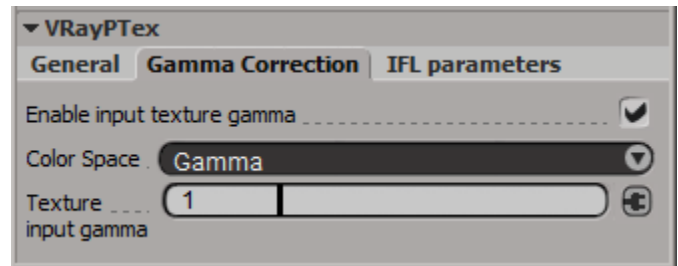 VRayPTex
General Gamma Correction IFL parameters
Enable input texture gamma
Color Space Gamma
Texture 1
input gamma